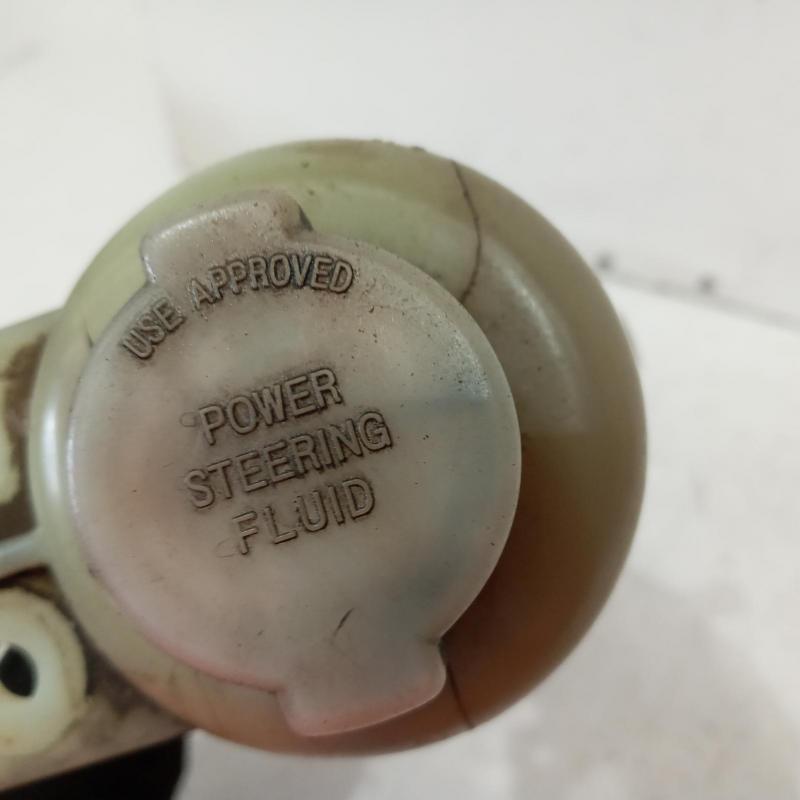 USE APPROVED
POWER
STEERING
FLUID